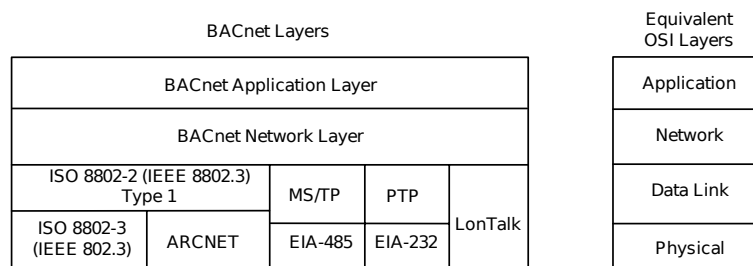 BACnet Layers
Equivalent
OSI Layers
BACnet Application Layer
Application
BACnet Network Layer
Network
ISO 8802-2 (IEEE 8802.3)
Type 1
MS/TP
PTP
LonTalk
Data Link
ISO 8802-3
(IEEE 802.3)
ARCNET
EIA-485
EIA-232
Physical